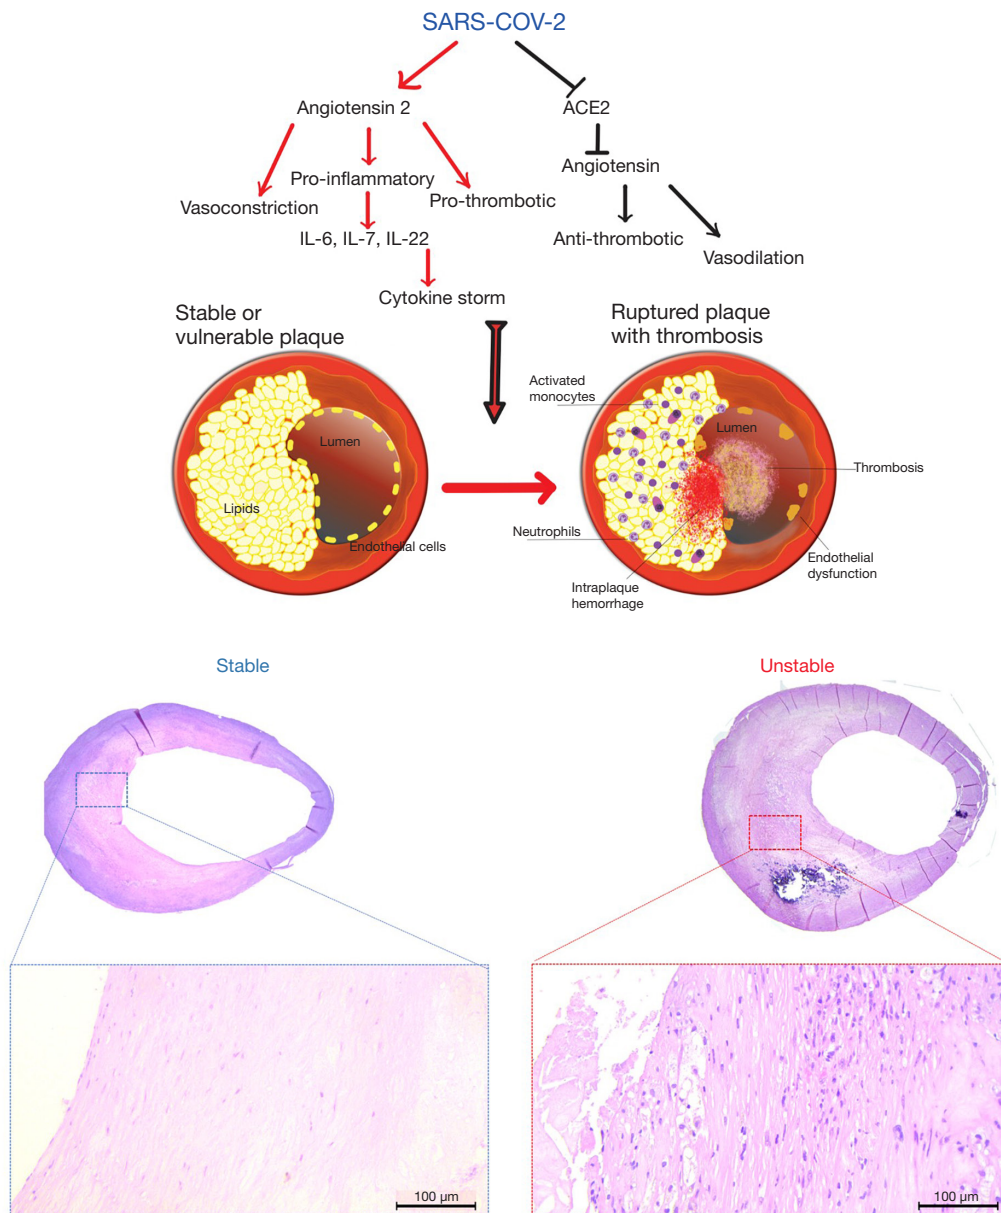 SARS-COV-2
Angiotensin 2
ACE2
Pro-inflammatory
Angiotensin
Vasoconstriction
Pro-thrombotic
IL-6, IL-7, IL-22
Anti-thrombotic
Vasodilation
Cytokine storm
Stable or
vulnerable plaque
Ruptured plaque
with thrombosis
Activated
monocytes
Lumen
Lumen
Thrombosis
Lipids
Neutrophils
Endothelial cells
Endothelial
dysfunction
Intraplaque
hemorrhage
Stable
Unstable
100 µm
100 µm